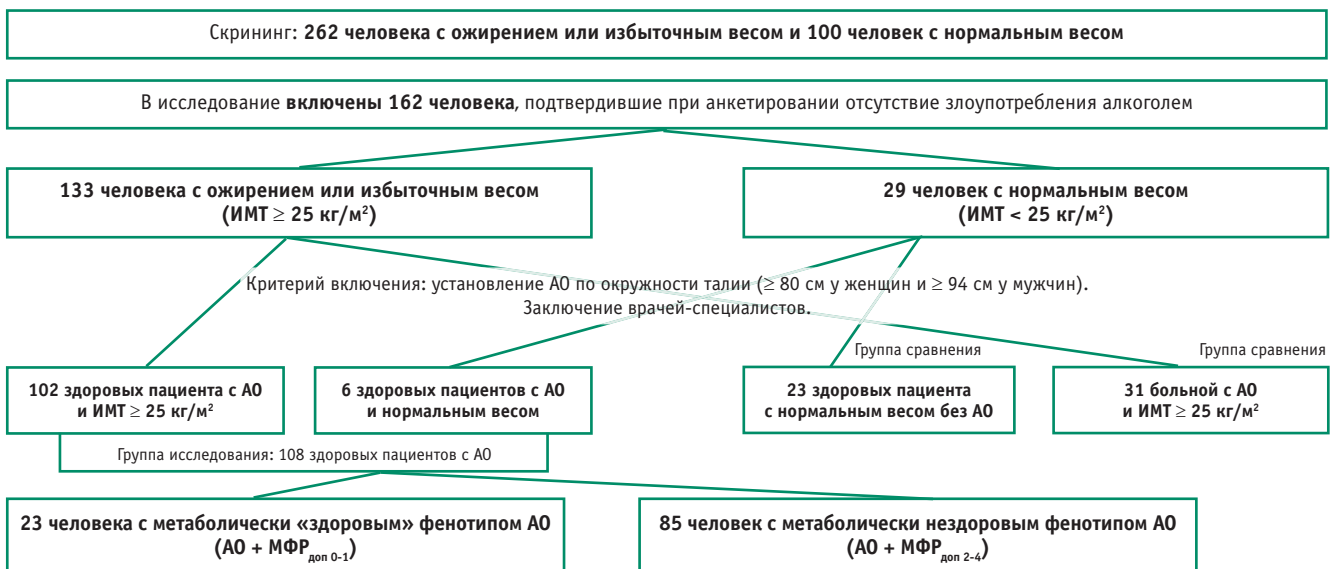 Скрининг: 262 человека с ожирением или избыточным весом и 100 человек с нормальным весом
В исследование включены 162 человека, подтвердившие при анкетировании отсутствие злоупотребления алкоголем
133 человека с ожирением или избыточным весом
(ИМТ ≥ 25 кг/м²)
29 человек с нормальным весом
(ИМТ < 25 кг/м²)
Критерий включения: установление АО по окружности талии (≥ 80 см у женщин и ≥ 94 см у мужчин).
Заключение врачей-специалистов.
Группа сравнения
Группа сравнения
102 здоровых пациента с АО
и ИМТ ≥ 25 кг/м²
6 здоровых пациентов с АО
и нормальным весом
23 здоровых пациента
с нормальным весом без АО
31 больной с АО
и ИМТ ≥ 25 кг/м²
Группа исследования: 108 здоровых пациентов с АО
23 человека с метаболически «здоровым» фенотипом АО
(АО + МФР доп 0-1)
85 человек с метаболически нездоровым фенотипом АО
(АО + МФР доп 2-4)